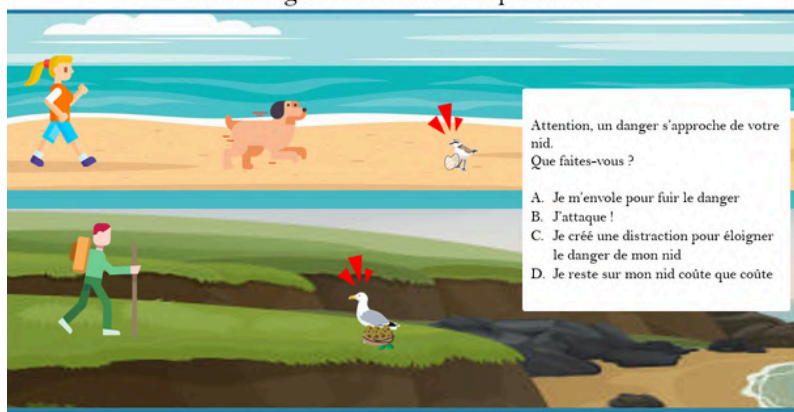 Attention, un danger s'approche de votre
nid.
Que faites-vous ?
A. Je m'envole pour fuir le danger
B. J'attaque !
C. Je créé une distraction pour éloigner
le danger de mon nid
D. Je reste sur mon nid coûte que coûte